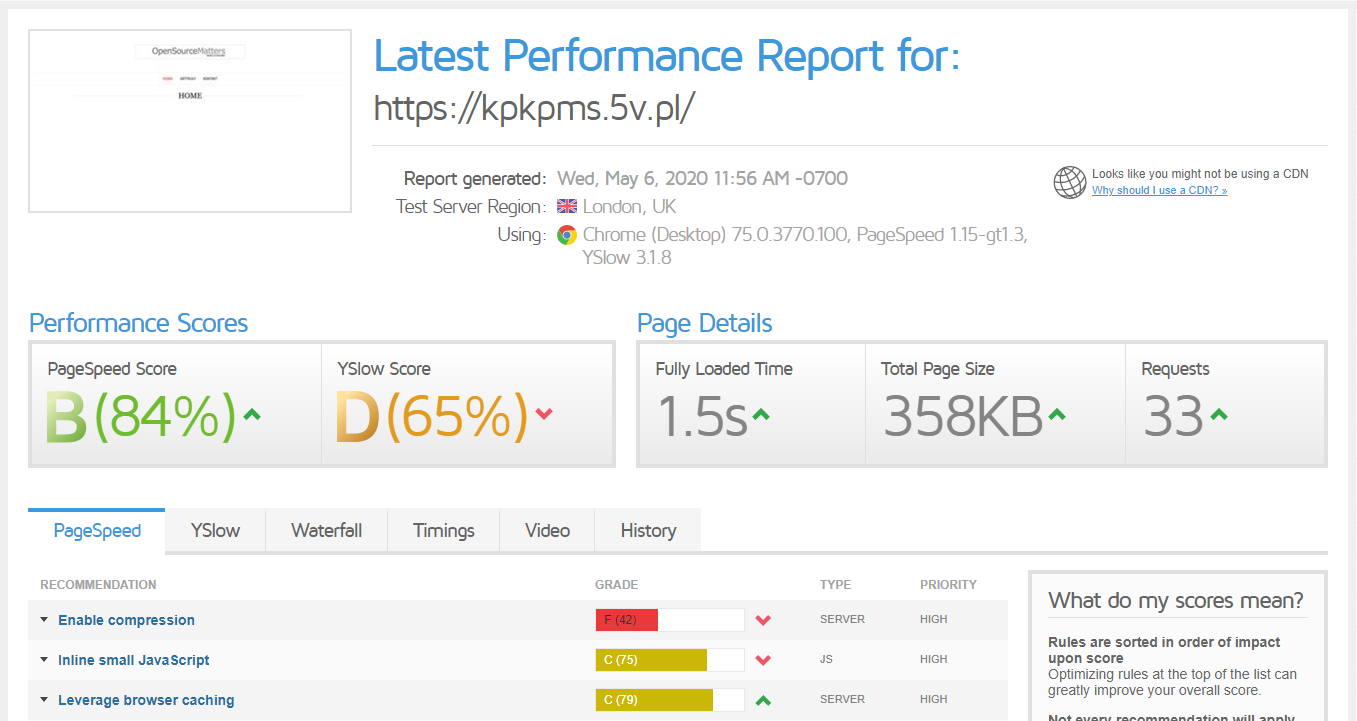 OpenSourceMatters
HOME
Latest Performance Report for:
https://kpkpms.5v.pl/
Report generated: Wed, May 6, 2020 11:56 AM -0700
Test Server Region: London, UK
Using: Chrome (Desktop) 75.0.3770.100, PageSpeed 1.15-gt1.3,
YSlow 3.1.8
Looks like you might not be using a CDN
Why should I use a CDN? »
Performance Scores
PageSpeed Score
B (84%)
YSlow Score
D (65%)
Page Details
Fully Loaded Time
1.5s
Total Page Size
358KB
Requests
33
PageSpeed YSlow Waterfall Timings Video History
RECOMMENDATION GRADE TYPE PRIORITY
Enable compression F (42) SERVER HIGH
Inline small JavaScript C (75) JS HIGH
Leverage browser caching C (79) SERVER HIGH
What do my scores mean?
Rules are sorted in order of impact
upon score
Optimizing rules at the top of the list can
greatly improve your overall score.
Not every recommendation will apply